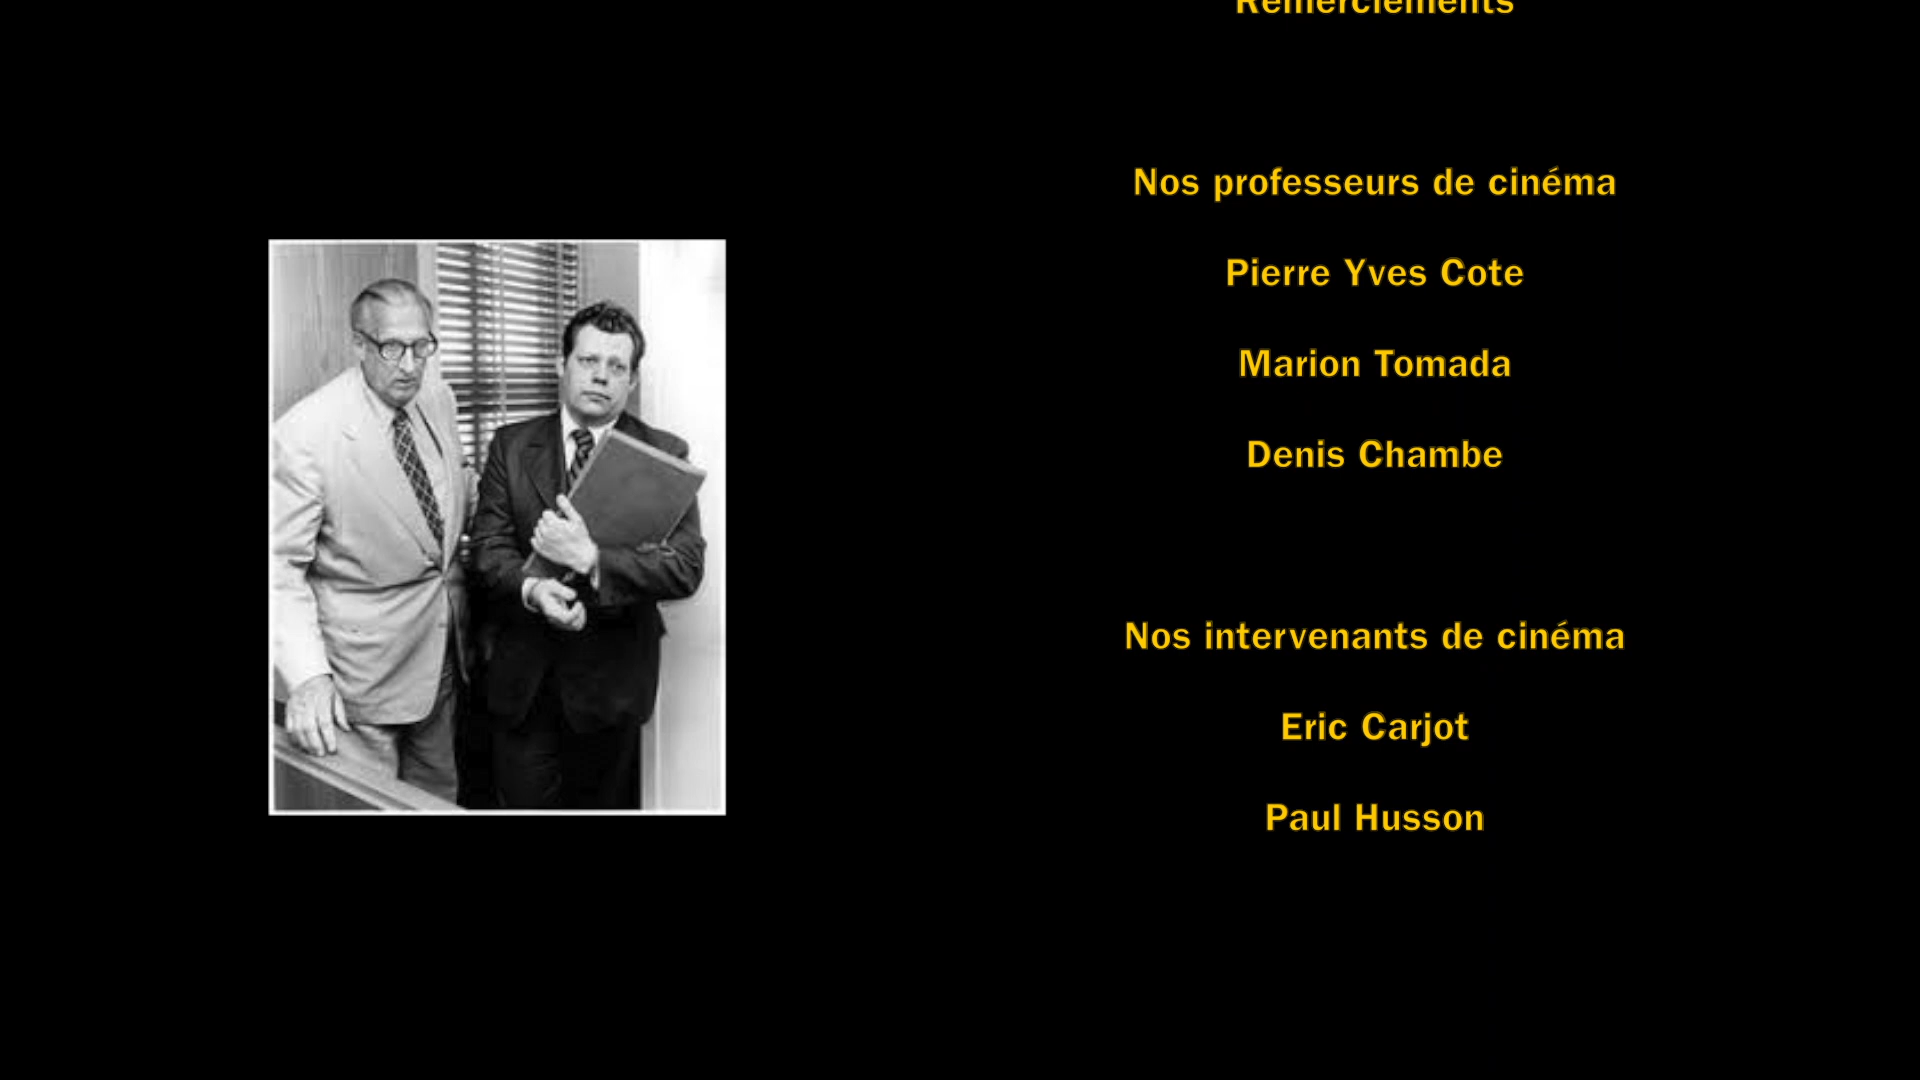 Remerciements
Nos professeurs de cinéma
Pierre Yves Cote
Marion Tomada
Denis Chambe
Nos intervenants de cinéma
Eric Carjot
Paul Husson